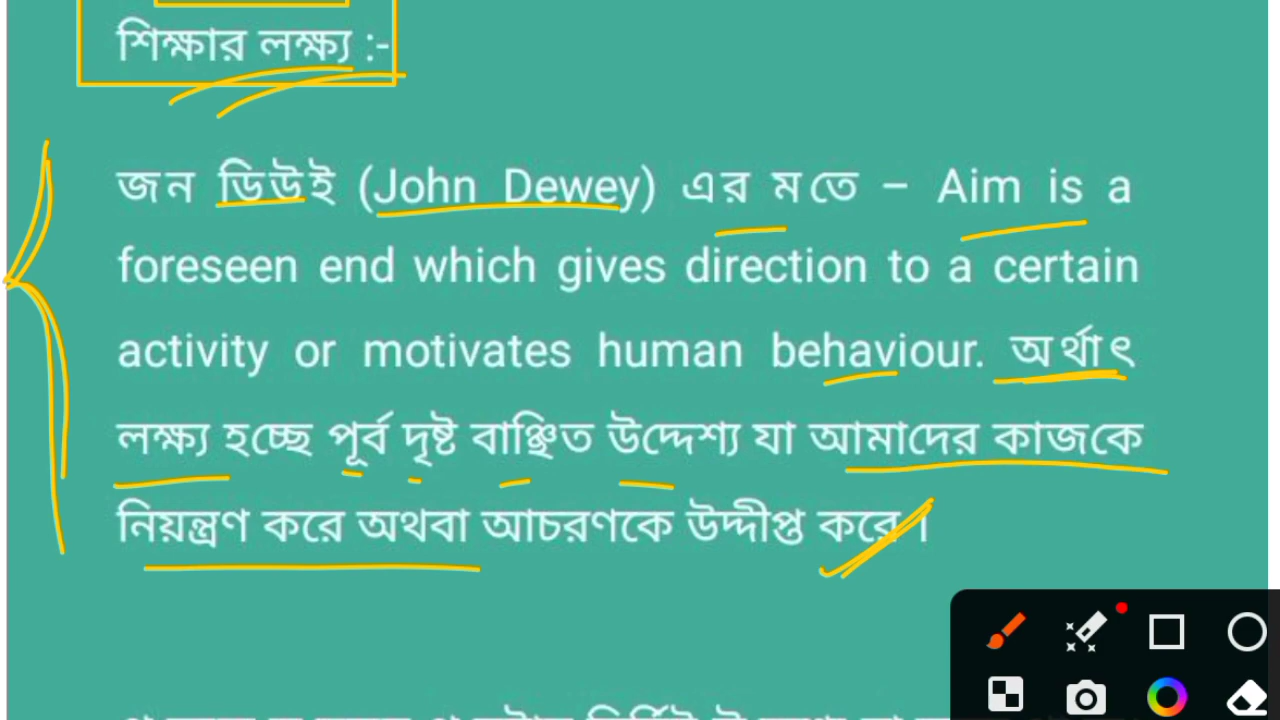 শিক্ষার লক্ষ্য :-
জন ডিউই (John Dewey) এর মতে – Aim is a
foreseen end which gives direction to a certain
activity or motivates human behaviour. অর্থাৎ
লক্ষ্য হচ্ছে পূর্ব দৃষ্ট বাঞ্ছিত উদ্দেশ্য যা আমাদের কাজকে
নিয়ন্ত্রণ করে অথবা আচরণকে উদ্দীপ্ত করে।